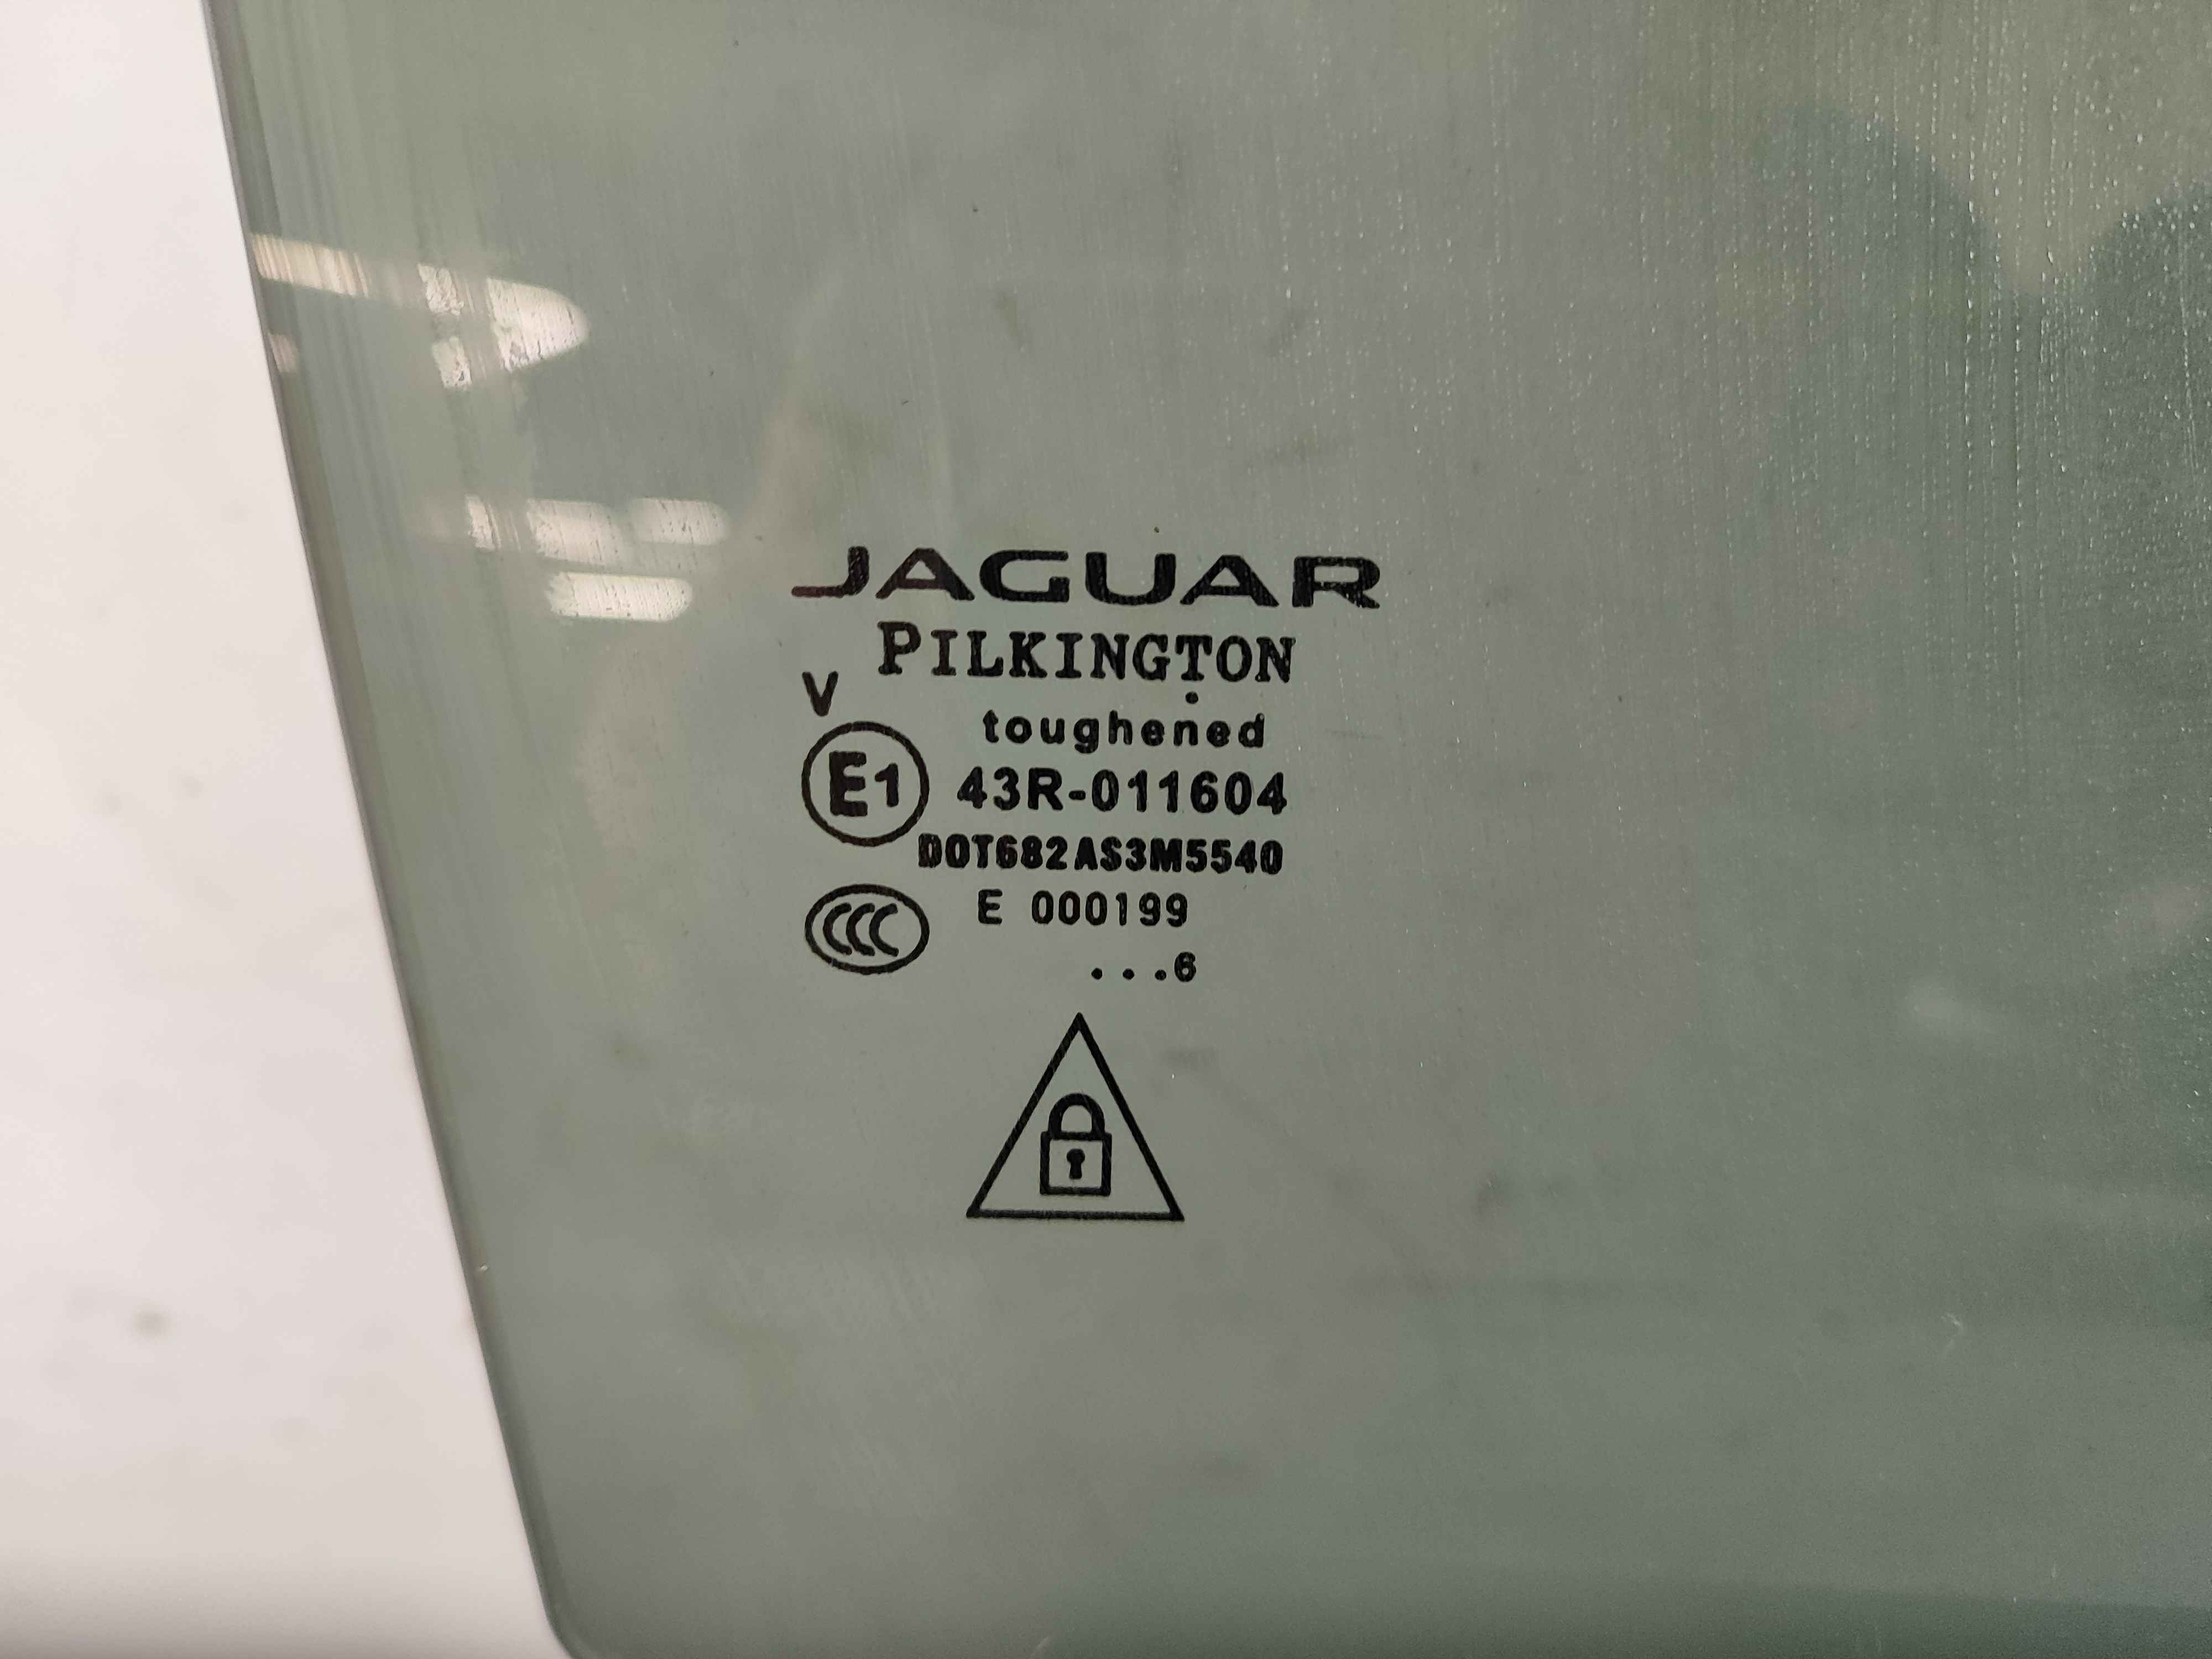 JAGUAR
PILKINGTON
V
toughened
E1 43R-011604
DOT682AS3M5540
CCC E 000199
...6